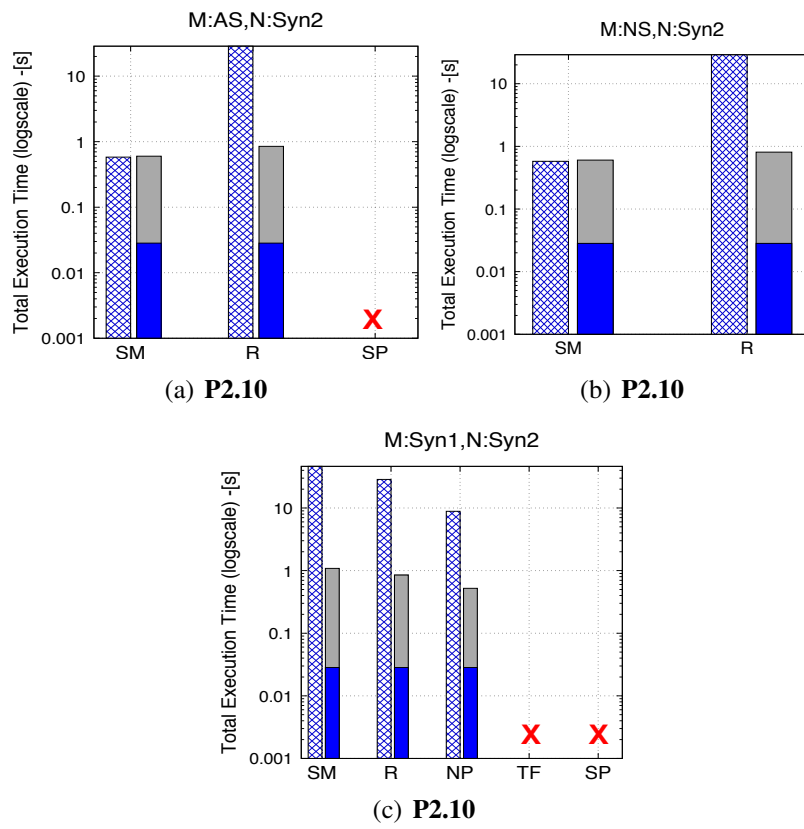 M:AS,N:Syn2
Total Execution Time (logscale) -[s]
10
1
0.1
0.01
0.001
X
SM R SP
(a) P2.10
M:NS,N:Syn2
Total Execution Time (logscale) -[s]
10
1
0.1
0.01
0.001
SM R
(b) P2.10
M:Syn1,N:Syn2
Total Execution Time (logscale) -[s]
10
1
0.1
0.01
0.001
X X
SM R NP TF SP
(c) P2.10